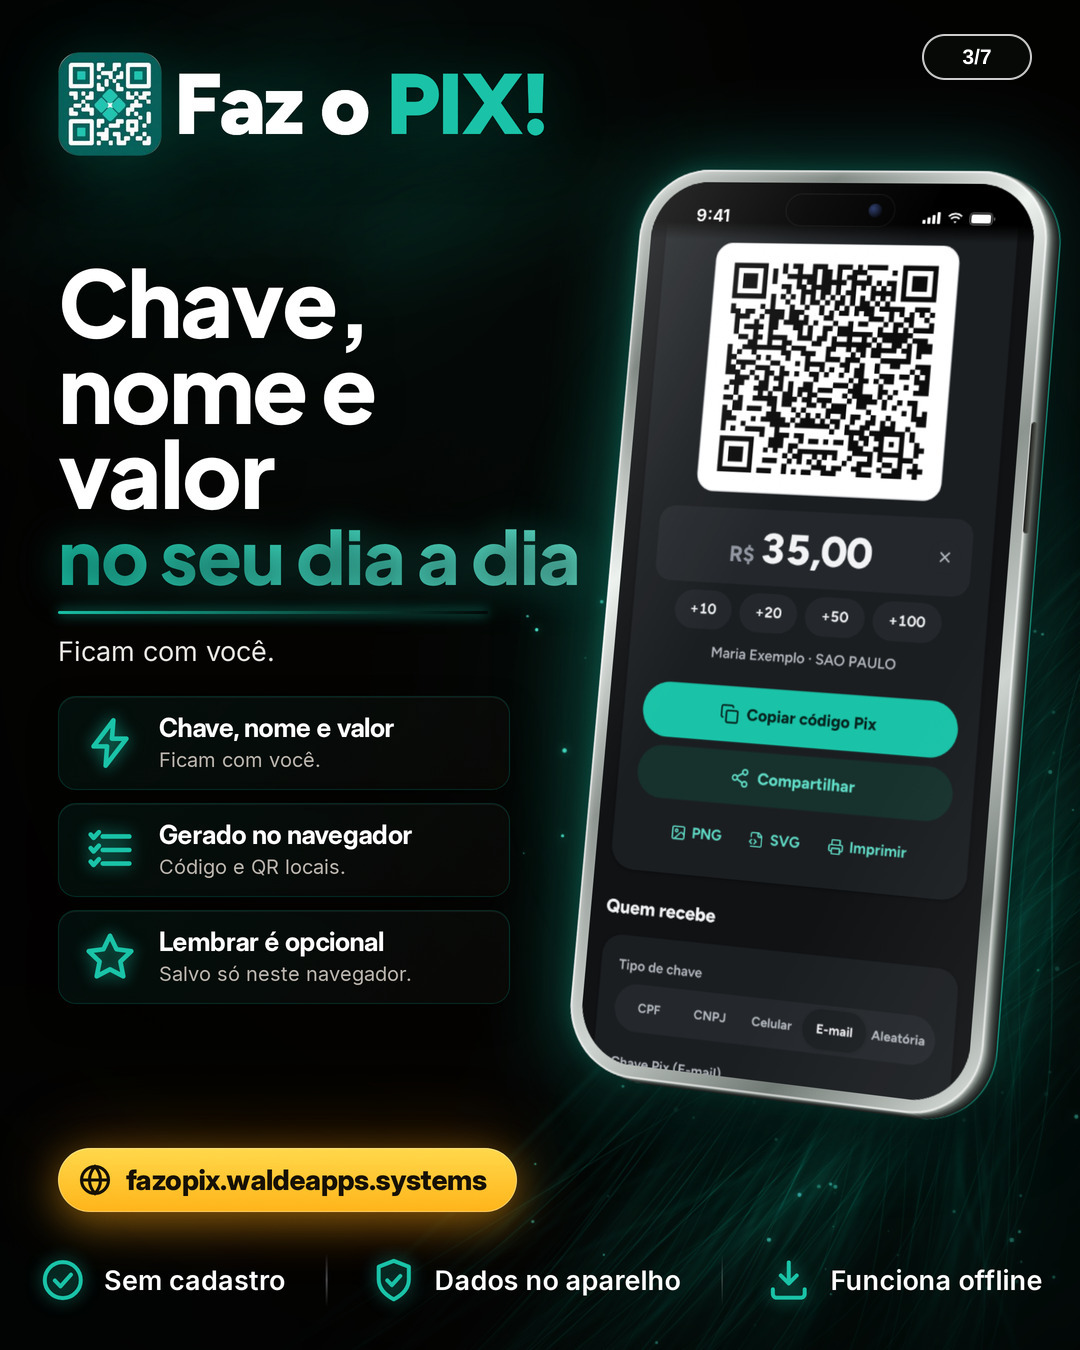 Faz o PIX!
3/7
Chave,
nome e
valor
no seu dia a dia
Ficam com você.
Chave, nome e valor
Ficam com você.
Gerado no navegador
Código e QR locais.
Lembrar é opcional
Salvo só neste navegador.
9:41
R$ 35,00
+10 +20 +50 +100
Maria Exemplo · SAO PAULO
Copiar código Pix
Compartilhar
PNG SVG Imprimir
Quem recebe
Tipo de chave
CPF CNPJ Celular E-mail Aleatória
Chave Pix (E-mail)
fazopix.waldeapps.systems
Sem cadastro Dados no aparelho Funciona offline